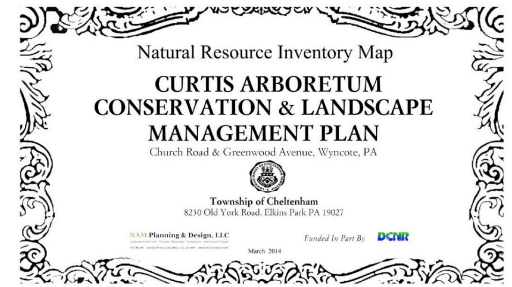 Natural Resource Inventory Map
CURTIS ARBORETUM
CONSERVATION & LANDSCAPE
MANAGEMENT PLAN
Church Road & Greenwood Avenue, Wyncote, PA
Township of Cheltenham
8230 Old York Road, Elkins Park PA 19027
NAM Planning & Design, LLC
Funded In Part By DCNR
March, 2014